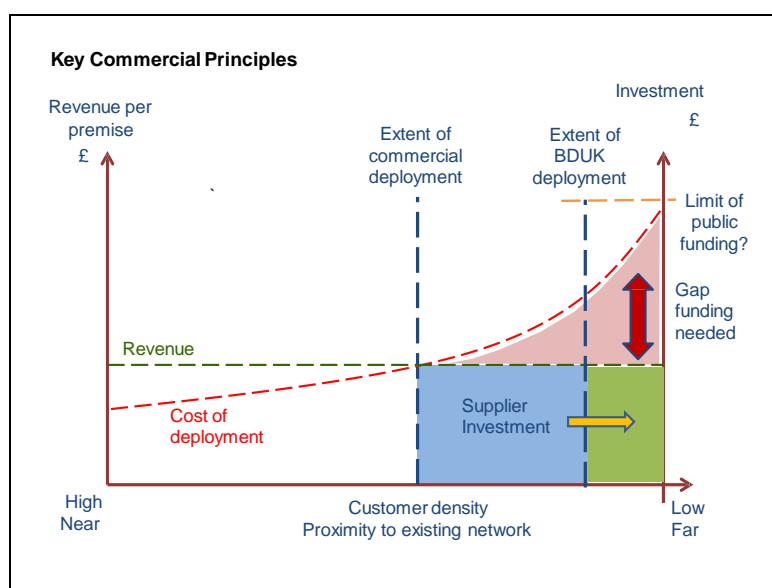 Key Commercial Principles
Revenue per
premise
£
Investment
£
Extent of
commercial
deployment
Extent of
BDUK
deployment
Limit of
public
funding?
Gap
funding
needed
Revenue
Cost of
deployment
Supplier
Investment
High
Near
Customer density
Proximity to existing network
Low
Far